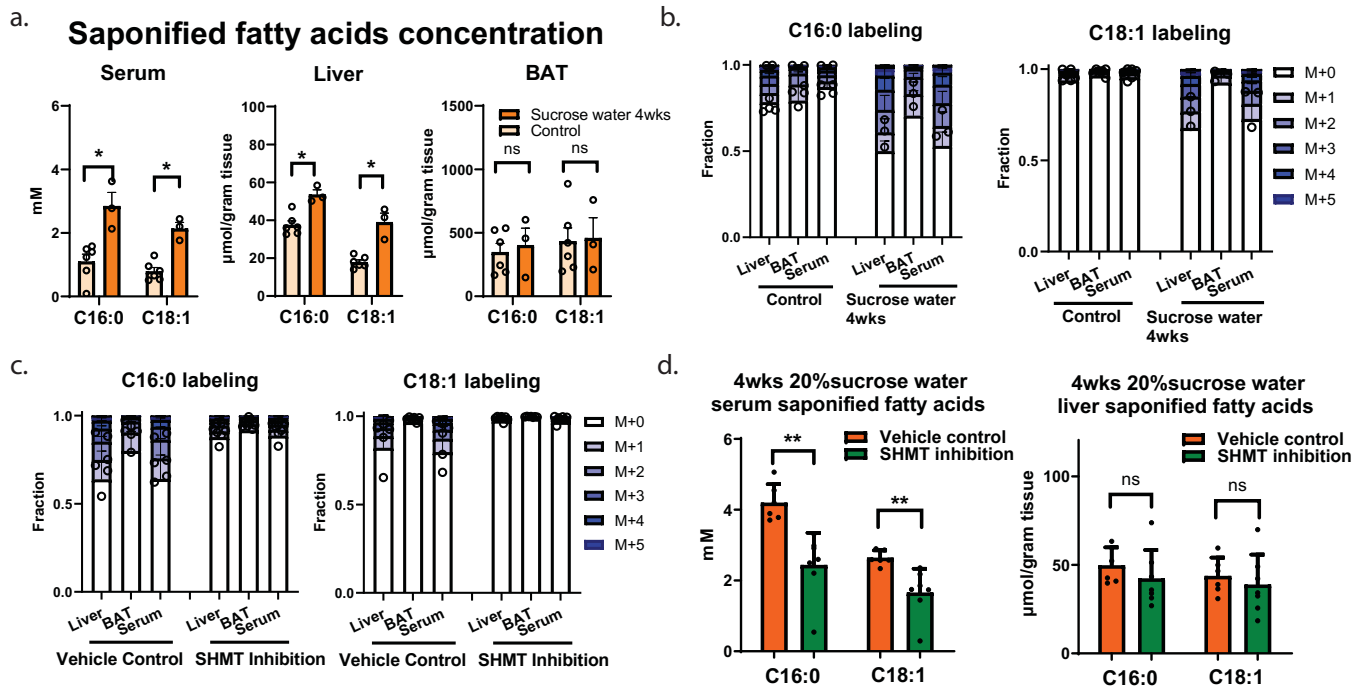 a.
Saponified fatty acids concentration
Serum
mM
6
4
2
0
*
*
C16:0
C18:1
Liver
µmol/gram tissue
100
80
60
40
20
0
*
*
C16:0
C18:1
BAT
µmol/gram tissue
1500
1000
500
0
Sucrose water 4wks
Control
ns
ns
C16:0
C18:1
b.
C16:0 labeling
Fraction
1.0
0.5
0.0
Liver
BAT
Serum
Control
Liver
BAT
Serum
Sucrose water
4wks
C18:1 labeling
Fraction
1.0
0.5
0.0
Liver
BAT
Serum
Control
Liver
BAT
Serum
Sucrose water
4wks
M+0
M+1
M+2
M+3
M+4
M+5
c.
C16:0 labeling
Fraction
1.0
0.5
0.0
Liver
BAT
Serum
Vehicle Control
Liver
BAT
Serum
SHMT Inhibition
C18:1 labeling
Fraction
1.0
0.5
0.0
Liver
BAT
Serum
Vehicle Control
Liver
BAT
Serum
SHMT Inhibition
M+0
M+1
M+2
M+3
M+4
M+5
d.
4wks 20%sucrose water
serum saponified fatty acids
Vehicle control
SHMT inhibition
mM
6
4
2
0
**
**
C16:0
C18:1
4wks 20%sucrose water
liver saponified fatty acids
Vehicle control
SHMT inhibition
µmol/gram tissue
100
50
0
ns
ns
C16:0
C18:1